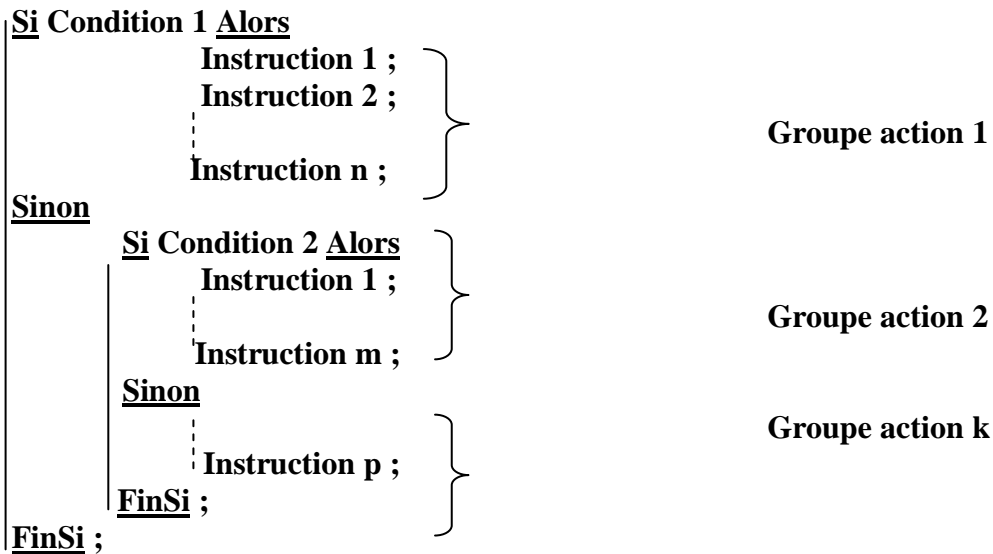 Si Condition 1 Alors
Instruction 1 ;
Instruction 2 ;
Groupe action 1
Instruction n ;
Sinon
Si Condition 2 Alors
Instruction 1 ;
Groupe action 2
Instruction m ;
Sinon
Groupe action k
Instruction p ;
FinSi ;
FinSi ;